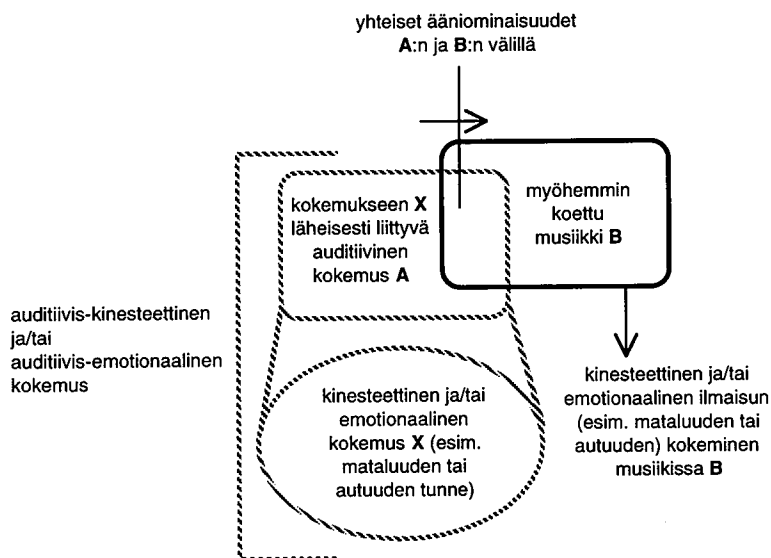 yhteiset ääniominaisuudet
A:n ja B:n välillä
kokemukseen X
läheisesti liittyvä
auditiivinen
kokemus A
myöhemmin
koettu
musiikki B
auditiivis-kinesteettinen
ja/tai
auditiivis-emotionaalinen
kokemus
kinesteettinen ja/tai
emotionaalinen
kokemus X (esim.
mataluuden tai
autuuden tunne)
kinesteettinen ja/tai
emotionaalinen ilmaisun
(esim. mataluuden tai
autuuden) kokeminen
musiikissa B